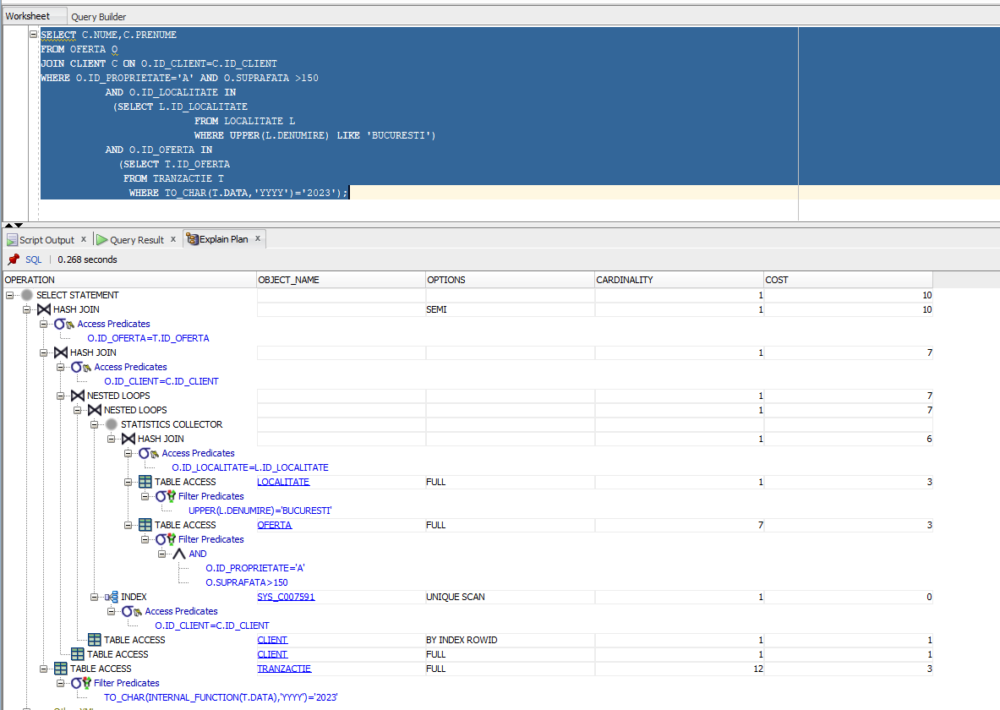 Worksheet Query Builder
SELECT C.NUME,C.PRENUME
FROM OFERTA O
JOIN CLIENT C ON O.ID_CLIENT=C.ID_CLIENT
WHERE O.ID_PROPRIETATE='A' AND O.SUPRAFATA >150
AND O.ID_LOCALITATE IN
(SELECT L.ID_LOCALITATE
FROM LOCALITATE L
WHERE UPPER(L.DENUMIRE) LIKE 'BUCURESTI')
AND O.ID_OFERTA IN
(SELECT T.ID_OFERTA
FROM TRANZACTIE T
WHERE TO_CHAR(T.DATA,'YYYY')='2023');
Script Output x Query Result x Explain Plan x
SQL | 0.268 seconds
OPERATION OBJECT_NAME OPTIONS CARDINALITY COST
SELECT STATEMENT 1 10
HASH JOIN SEMI 1 10
Access Predicates
O.ID_OFERTA=T.ID_OFERTA
HASH JOIN 1 7
Access Predicates
O.ID_CLIENT=C.ID_CLIENT
NESTED LOOPS 1 7
NESTED LOOPS 1 7
STATISTICS COLLECTOR
HASH JOIN 1 6
Access Predicates
O.ID_LOCALITATE=L.ID_LOCALITATE
TABLE ACCESS LOCALITATE FULL 1 3
Filter Predicates
UPPER(L.DENUMIRE)='BUCURESTI'
TABLE ACCESS OFERTA FULL 7 3
Filter Predicates
AND
O.ID_PROPRIETATE='A'
O.SUPRAFATA>150
INDEX SYS_C007591 UNIQUE SCAN 1 0
Access Predicates
O.ID_CLIENT=C.ID_CLIENT
TABLE ACCESS CLIENT BY INDEX ROWID 1 1
TABLE ACCESS CLIENT FULL 1 1
TABLE ACCESS TRANZACTIE FULL 12 3
Filter Predicates
TO_CHAR(INTERNAL_FUNCTION(T.DATA),'YYYY')='2023'